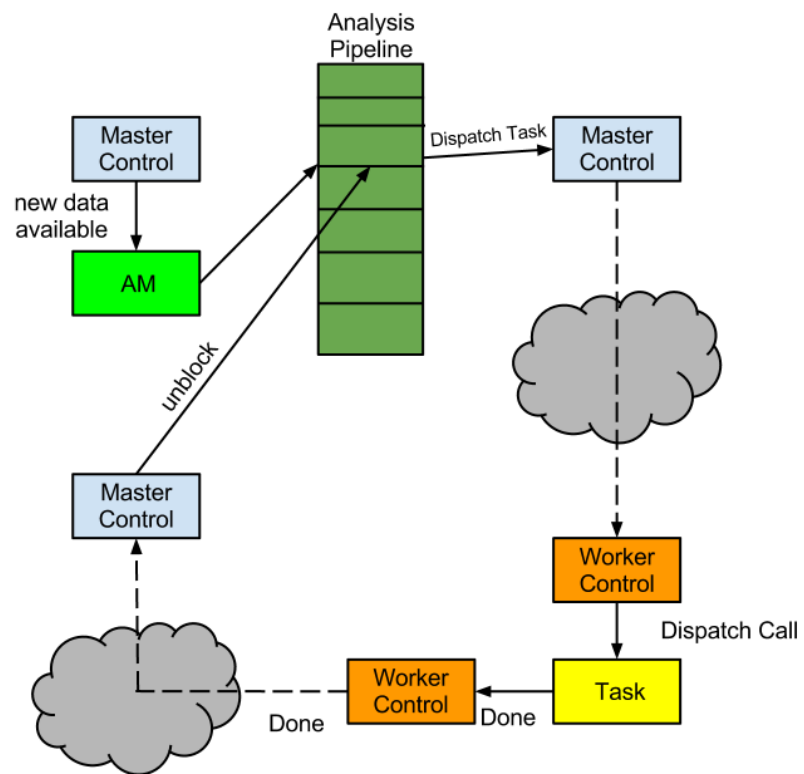 Analysis
Pipeline
Master
Control
Dispatch Task
Master
Control
new data
available
AM
unblock
Master
Control
Worker
Control
Dispatch Call
Task
Worker
Control
Done
Done